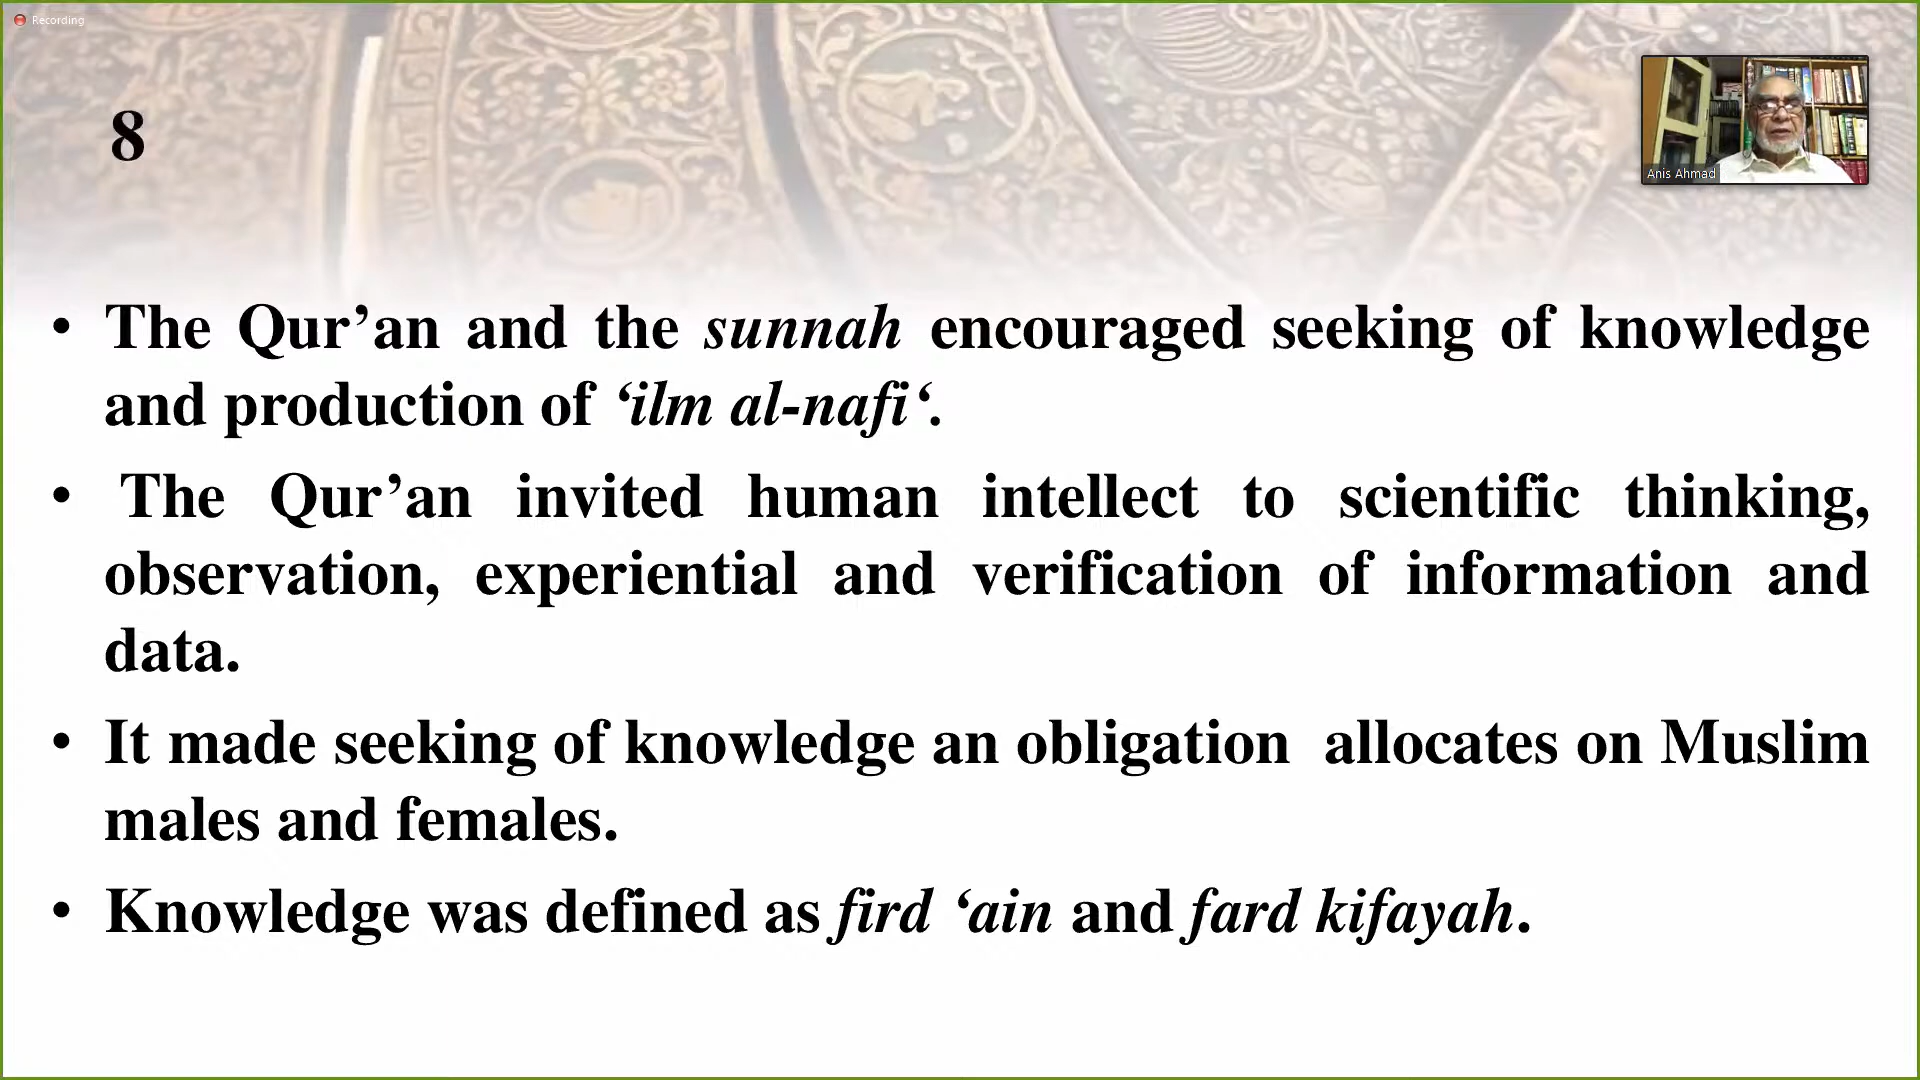 Recording
8
Anis Ahmad
• The Qur’an and the sunnah encouraged seeking of knowledge
and production of ‘ilm al-nafi‘.
• The Qur’an invited human intellect to scientific thinking,
observation, experiential and verification of information and
data.
• It made seeking of knowledge an obligation allocates on Muslim
males and females.
• Knowledge was defined as fird ‘ain and fard kifayah.